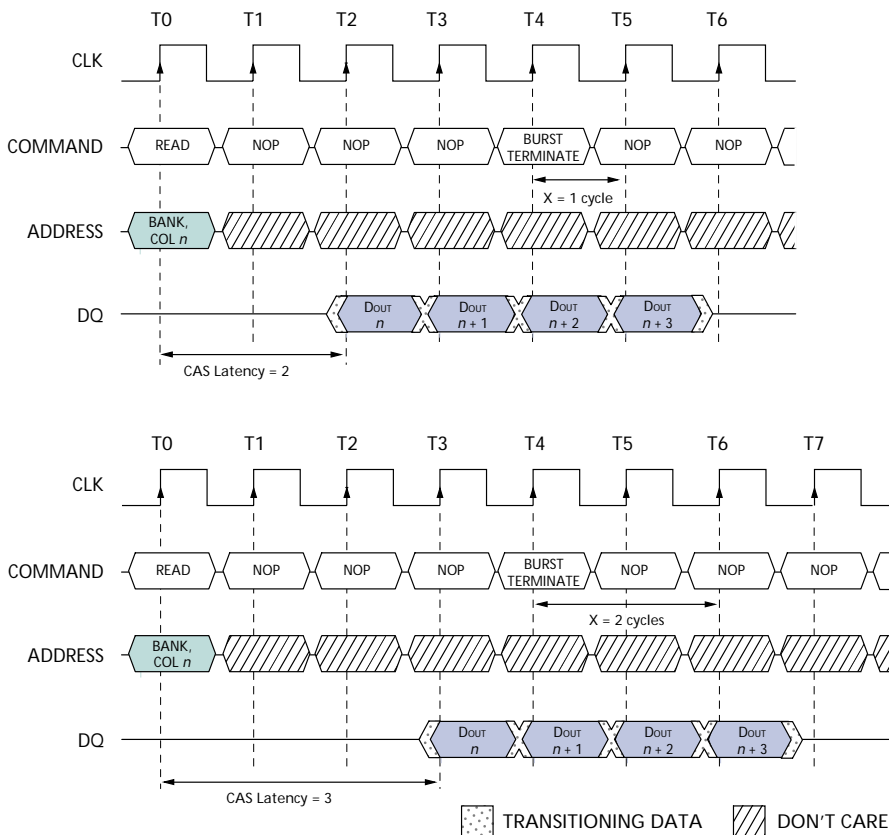 T0 T1 T2 T3 T4 T5 T6
CLK
COMMAND READ NOP NOP NOP BURST TERMINATE NOP NOP
X = 1 cycle
ADDRESS BANK, COL n
DQ DOUT n DOUT n + 1 DOUT n + 2 DOUT n + 3
CAS Latency = 2
T0 T1 T2 T3 T4 T5 T6 T7
CLK
COMMAND READ NOP NOP NOP BURST TERMINATE NOP NOP NOP
X = 2 cycles
ADDRESS BANK, COL n
DQ DOUT n DOUT n + 1 DOUT n + 2 DOUT n + 3
CAS Latency = 3
TRANSITIONING DATA DON'T CARE